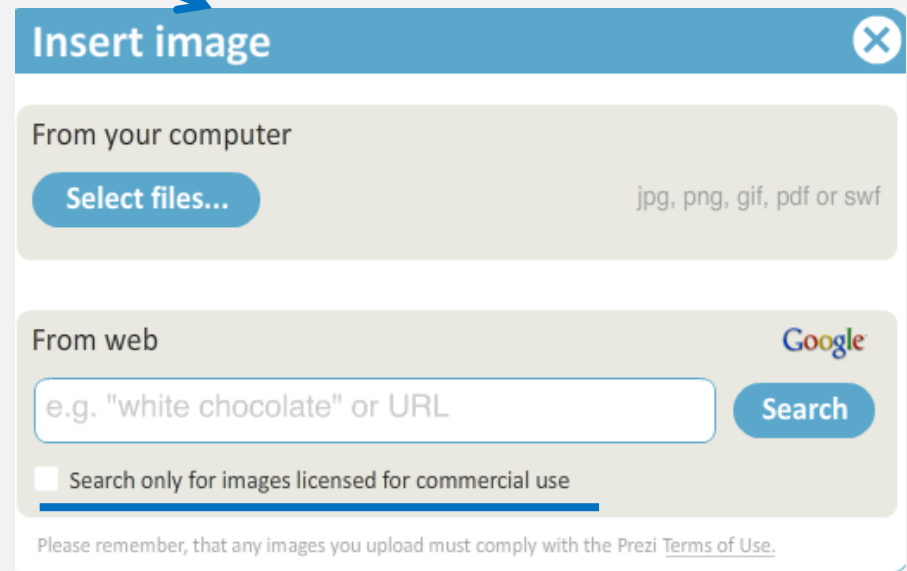 Insert image
From your computer
Select files...
jpg, png, gif, pdf or swf
From web
Google
e.g. "white chocolate" or URL
Search
Search only for images licensed for commercial use
Please remember, that any images you upload must comply with the Prezi Terms of Use.